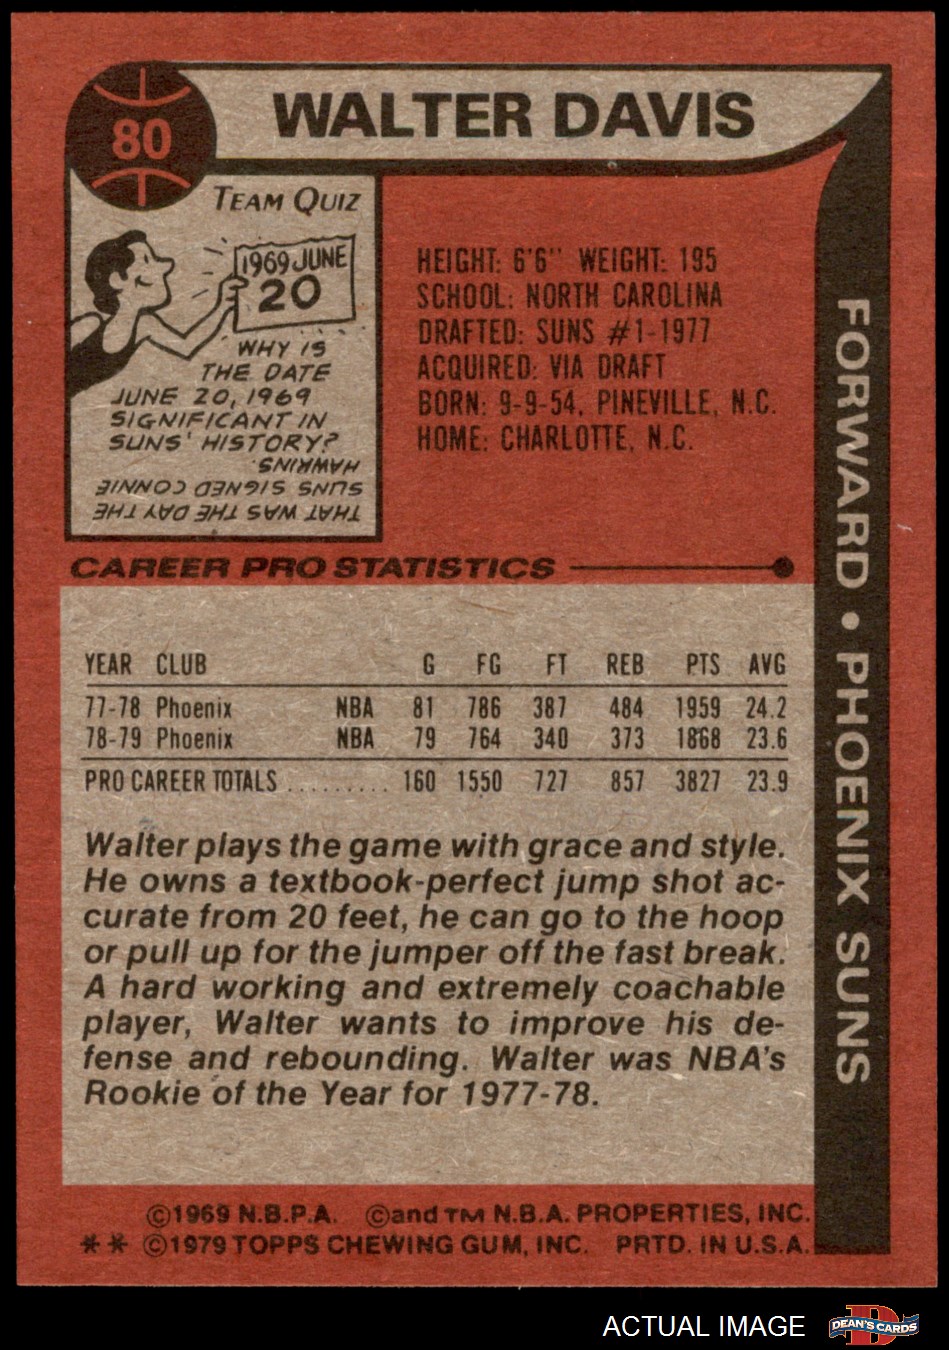 80
WALTER DAVIS
TEAM QUIZ
1969 JUNE
20
WHY IS
THE DATE
JUNE 20, 1969
SIGNIFICANT IN
SUNS' HISTORY?
THAT WAS THE DAY THE
SUNS SIGNED CONNIE
HAWKINS.
HEIGHT: 6'6" WEIGHT: 195
SCHOOL: NORTH CAROLINA
DRAFTED: SUNS #1-1977
ACQUIRED: VIA DRAFT
BORN: 9-9-54, PINEVILLE, N.C.
HOME: CHARLOTTE, N.C.
FORWARD • PHOENIX SUNS
CAREER PRO STATISTICS
YEAR CLUB G FG FT REB PTS AVG
77-78 Phoenix NBA 81 786 387 484 1959 24.2
78-79 Phoenix NBA 79 764 340 373 1868 23.6
PRO CAREER TOTALS ......... 160 1550 727 857 3827 23.9
Walter plays the game with grace and style.
He owns a textbook-perfect jump shot ac-
curate from 20 feet, he can go to the hoop
or pull up for the jumper off the fast break.
A hard working and extremely coachable
player, Walter wants to improve his de-
fense and rebounding. Walter was NBA's
Rookie of the Year for 1977-78.
©1969 N.B.P.A. ©and TM N.B.A. PROPERTIES, INC.
** ©1979 TOPPS CHEWING GUM, INC. PRTD. IN U.S.A.
ACTUAL IMAGE
D
DEAN'S CARDS